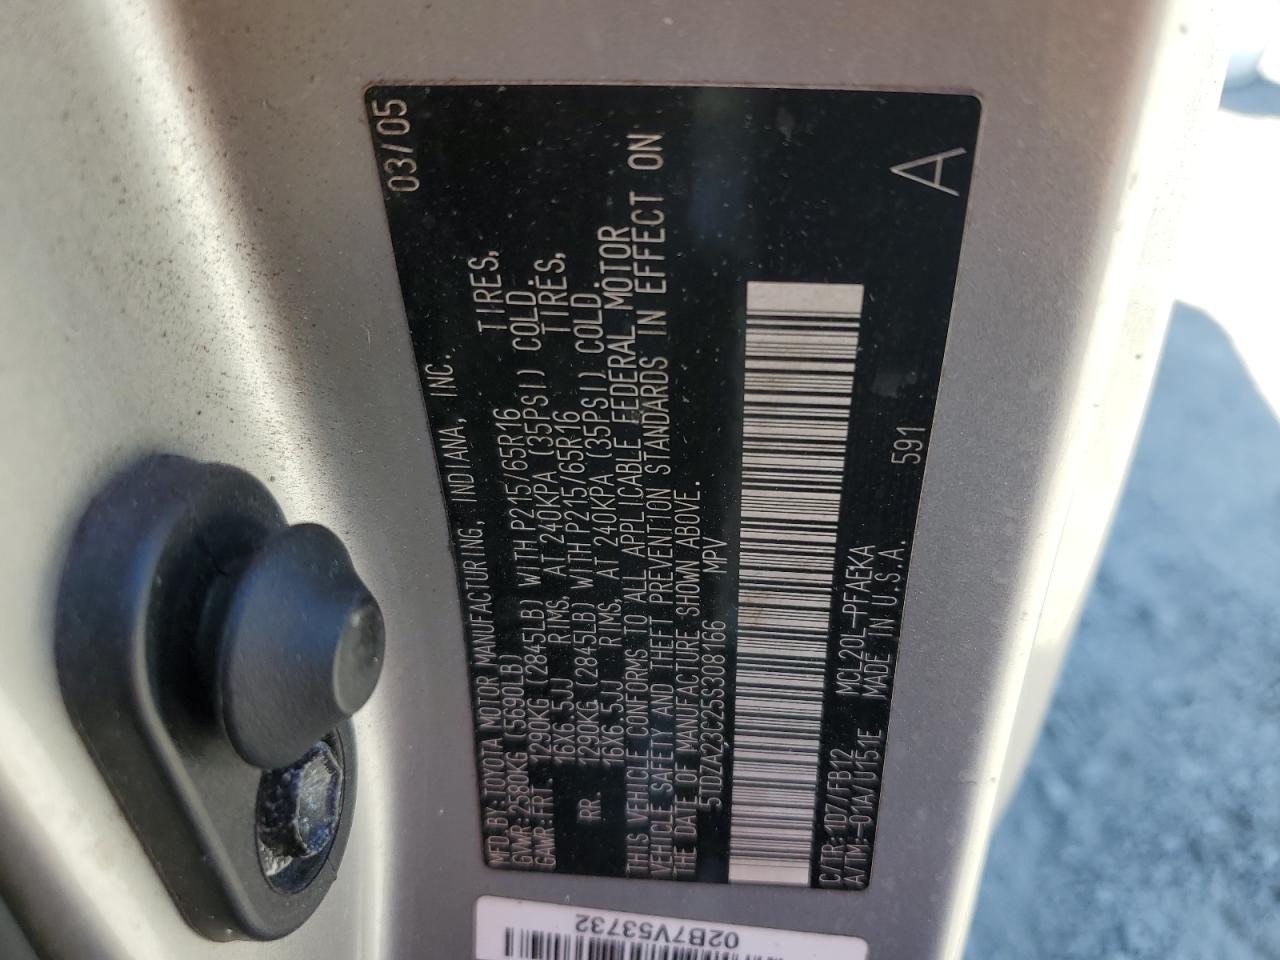 03/05
MFD. BY: TOYOTA MOTOR MANUFACTURING, INDIANA, INC.
GVWR: 2580KG (5690LB)
GAWR: FRT. 1290KG (2845LB) WITH P215/65R16 TIRES,
16X6.5JJ RIMS, AT 240KPA (35PSI) COLD.
RR. 1290KG (2845LB) WITH P215/65R16 TIRES,
16X6.5JJ RIMS, AT 240KPA (35PSI) COLD.
THIS VEHICLE CONFORMS TO ALL APPLICABLE FEDERAL MOTOR
VEHICLE SAFETY AND THEFT PREVENTION STANDARDS IN EFFECT ON
THE DATE OF MANUFACTURE SHOWN ABOVE.
5TDZA23C25S308166 MPV
C/TR: 1D7/FB12 MCL20L-PFAEKA 591
A/TM:-01A/U151E MADE IN U.S.A.
A
02B7V53732